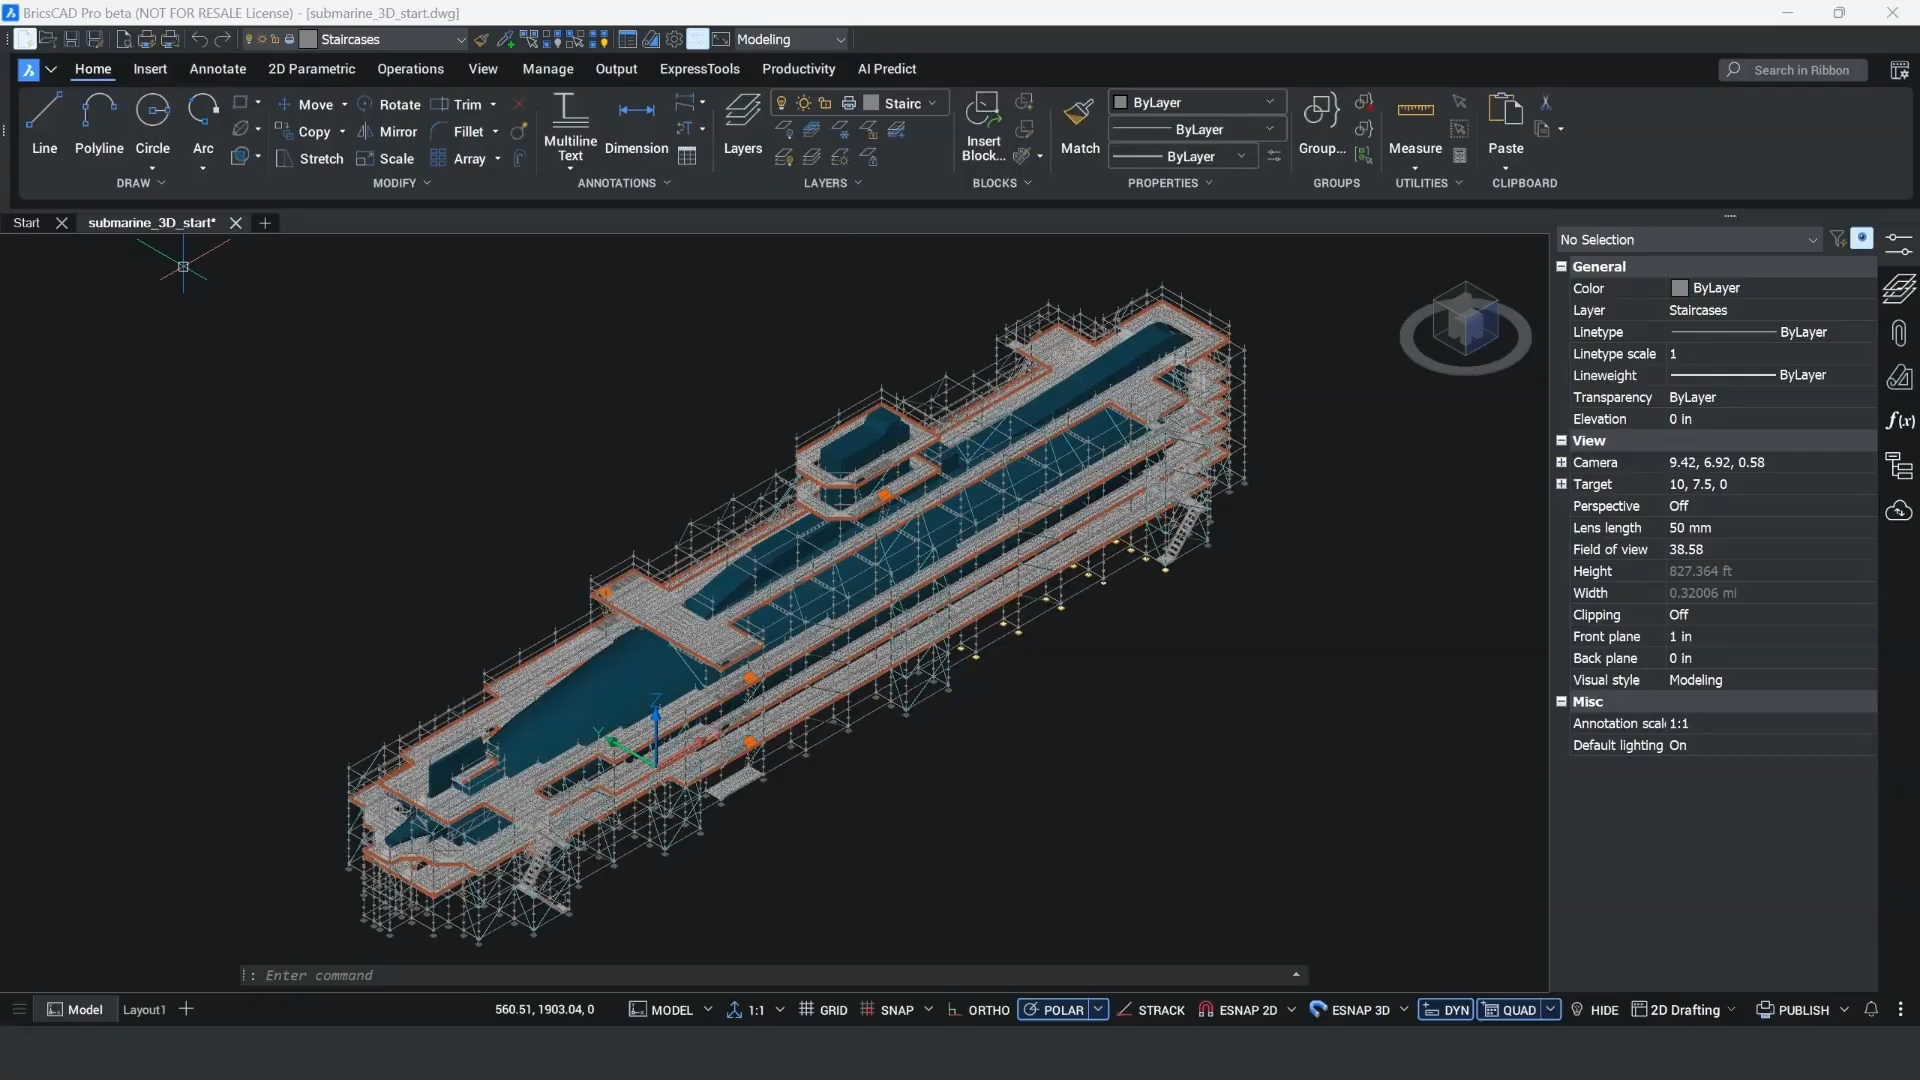 BricsCAD Pro beta (NOT FOR RESALE License) - [submarine_3D_start.dwg]
Staircases
Modeling
Home Insert Annotate 2D Parametric Operations View Manage Output ExpressTools Productivity AI Predict
Search in Ribbon
Line Polyline Circle Arc
DRAW
Move Rotate Trim
Copy Mirror Fillet
Stretch Scale Array
MODIFY
Multiline Text
Dimension
ANNOTATIONS
Layers
Stairc
LAYERS
Insert Block...
BLOCKS
Match
ByLayer
ByLayer
ByLayer
PROPERTIES
Group...
GROUPS
Measure
UTILITIES
Paste
CLIPBOARD
Start submarine_3D_start*
No Selection
General
Color ByLayer
Layer Staircases
Linetype ByLayer
Linetype scale 1
Lineweight ByLayer
Transparency ByLayer
Elevation 0 in
View
Camera 9.42, 6.92, 0.58
Target 10, 7.5, 0
Perspective Off
Lens length 50 mm
Field of view 38.58
Height 827.364 ft
Width 0.32006 mi
Clipping Off
Front plane 1 in
Back plane 0 in
Visual style Modeling
Misc
Annotation scal 1:1
Default lighting On
f(x)
Z
Y
: Enter command
Model Layout1
560.51, 1903.04, 0 MODEL 1:1 GRID SNAP ORTHO POLAR STRACK ESNAP 2D ESNAP 3D DYN QUAD HIDE 2D Drafting PUBLISH